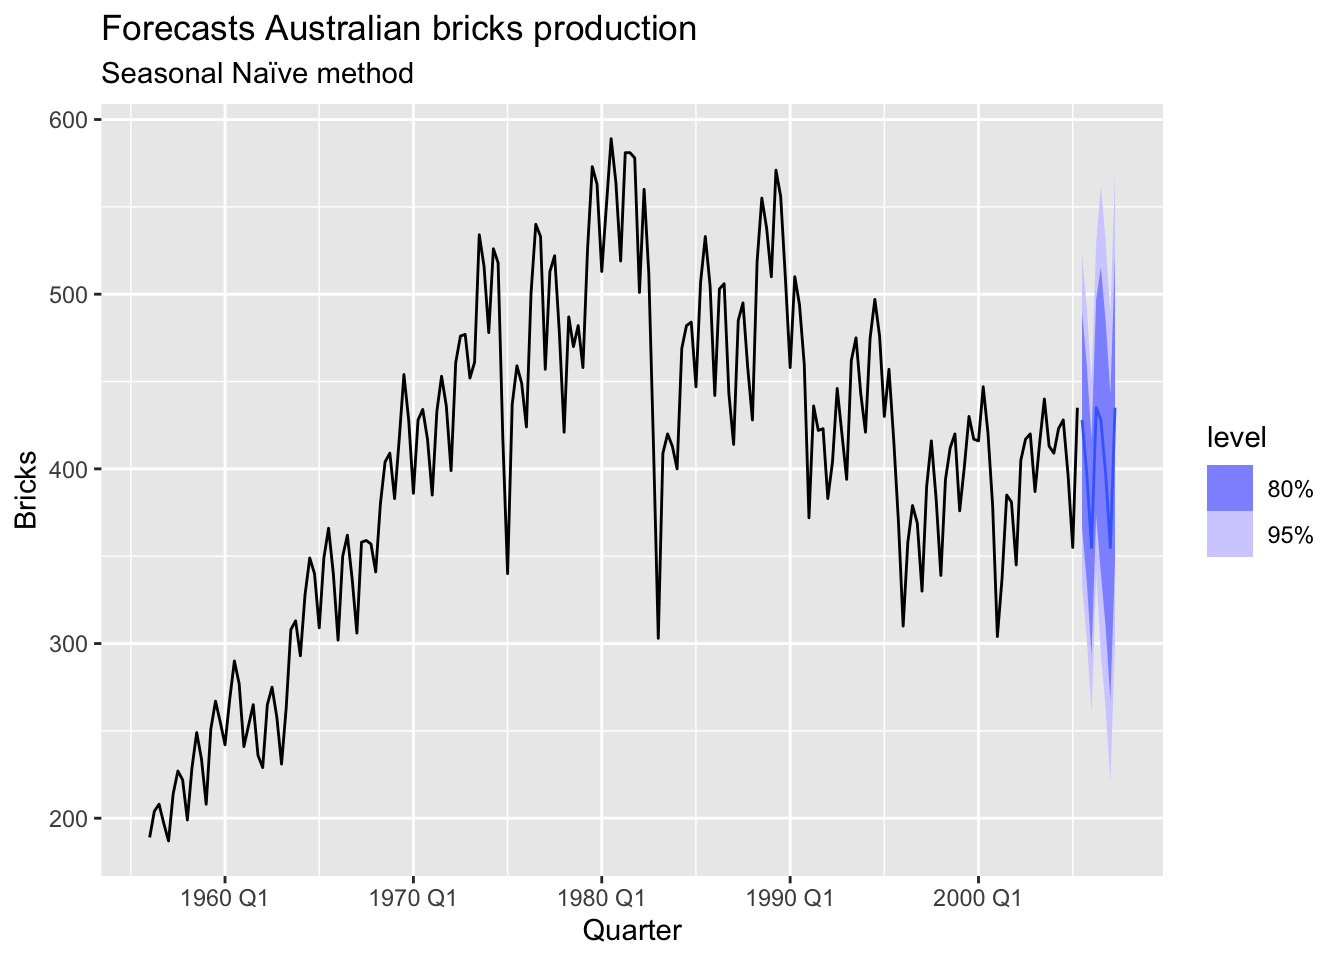 Forecasts Australian bricks production
Seasonal Naïve method
600
500
400
300
200
Bricks
1960 Q1
1970 Q1
1980 Q1
1990 Q1
2000 Q1
Quarter
level
80%
95%